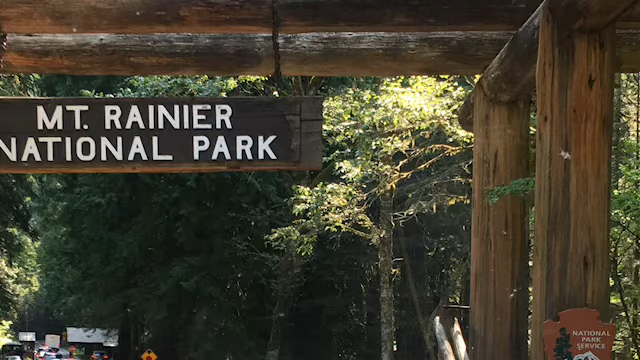 MT. RAINIER
NATIONAL PARK
NATIONAL
PARK
SERVICE